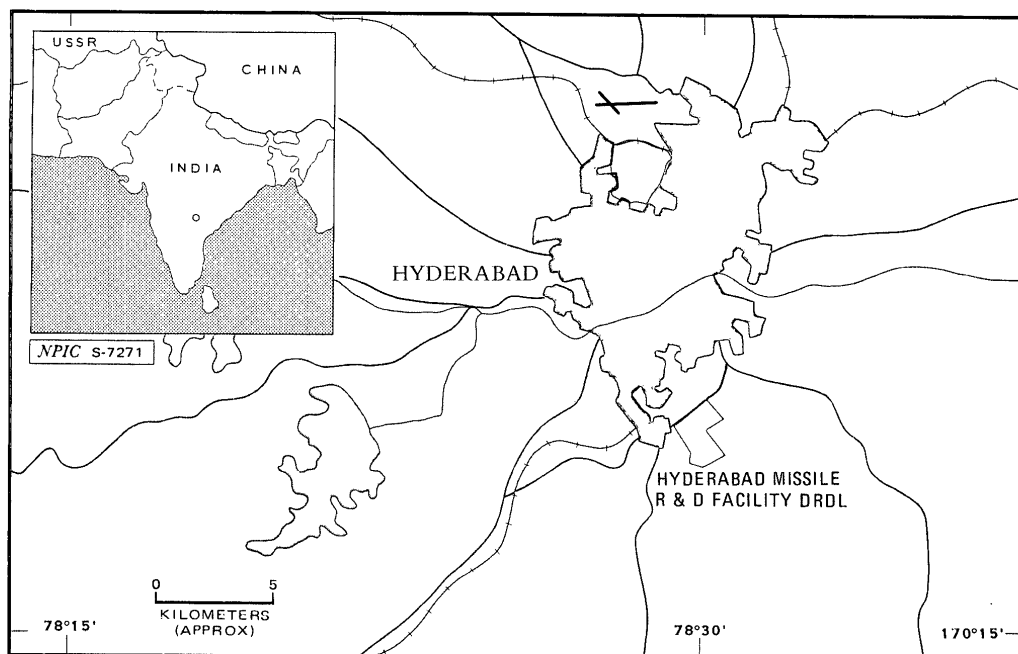 USSR
CHINA
INDIA
NPIC S-7271
HYDERABAD
HYDERABAD MISSILE
R & D FACILITY DRDL
0 5
KILOMETERS
(APPROX)
78°15'
78°30'
170°15'